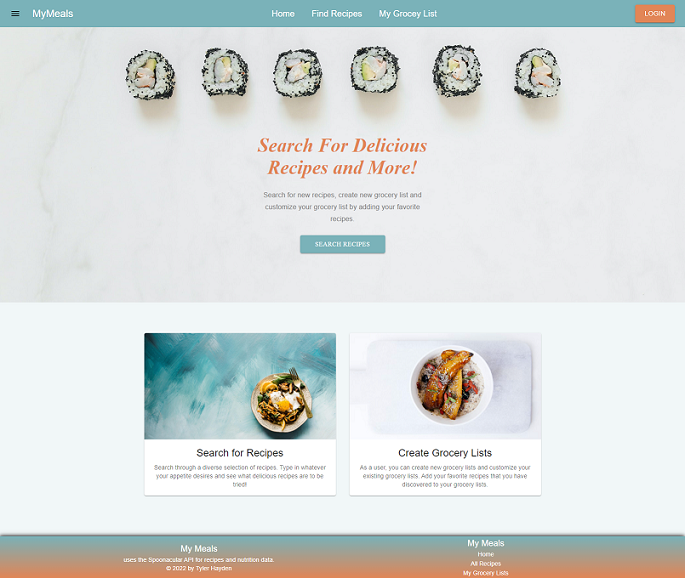 MyMeals
Home
Find Recipes
My Grocey List
LOGIN
Search For Delicious
Recipes and More!
Search for new recipes, create new grocery list and
customize your grocery list by adding your favorite
recipes.
SEARCH RECIPES
Search for Recipes
Search through a diverse selection of recipes. Type in whatever
your appetite desires and see what delicious recipes are to be
tried!
Create Grocery Lists
As a user, you can create new grocery lists and customize your
existing grocery lists. Add your favorite recipes that you have
discovered to your grocery lists.
My Meals
uses the Spoonacular API for recipes and nutrition data.
© 2022 by Tyler Hayden
My Meals
Home
All Recipes
My Grocery Lists